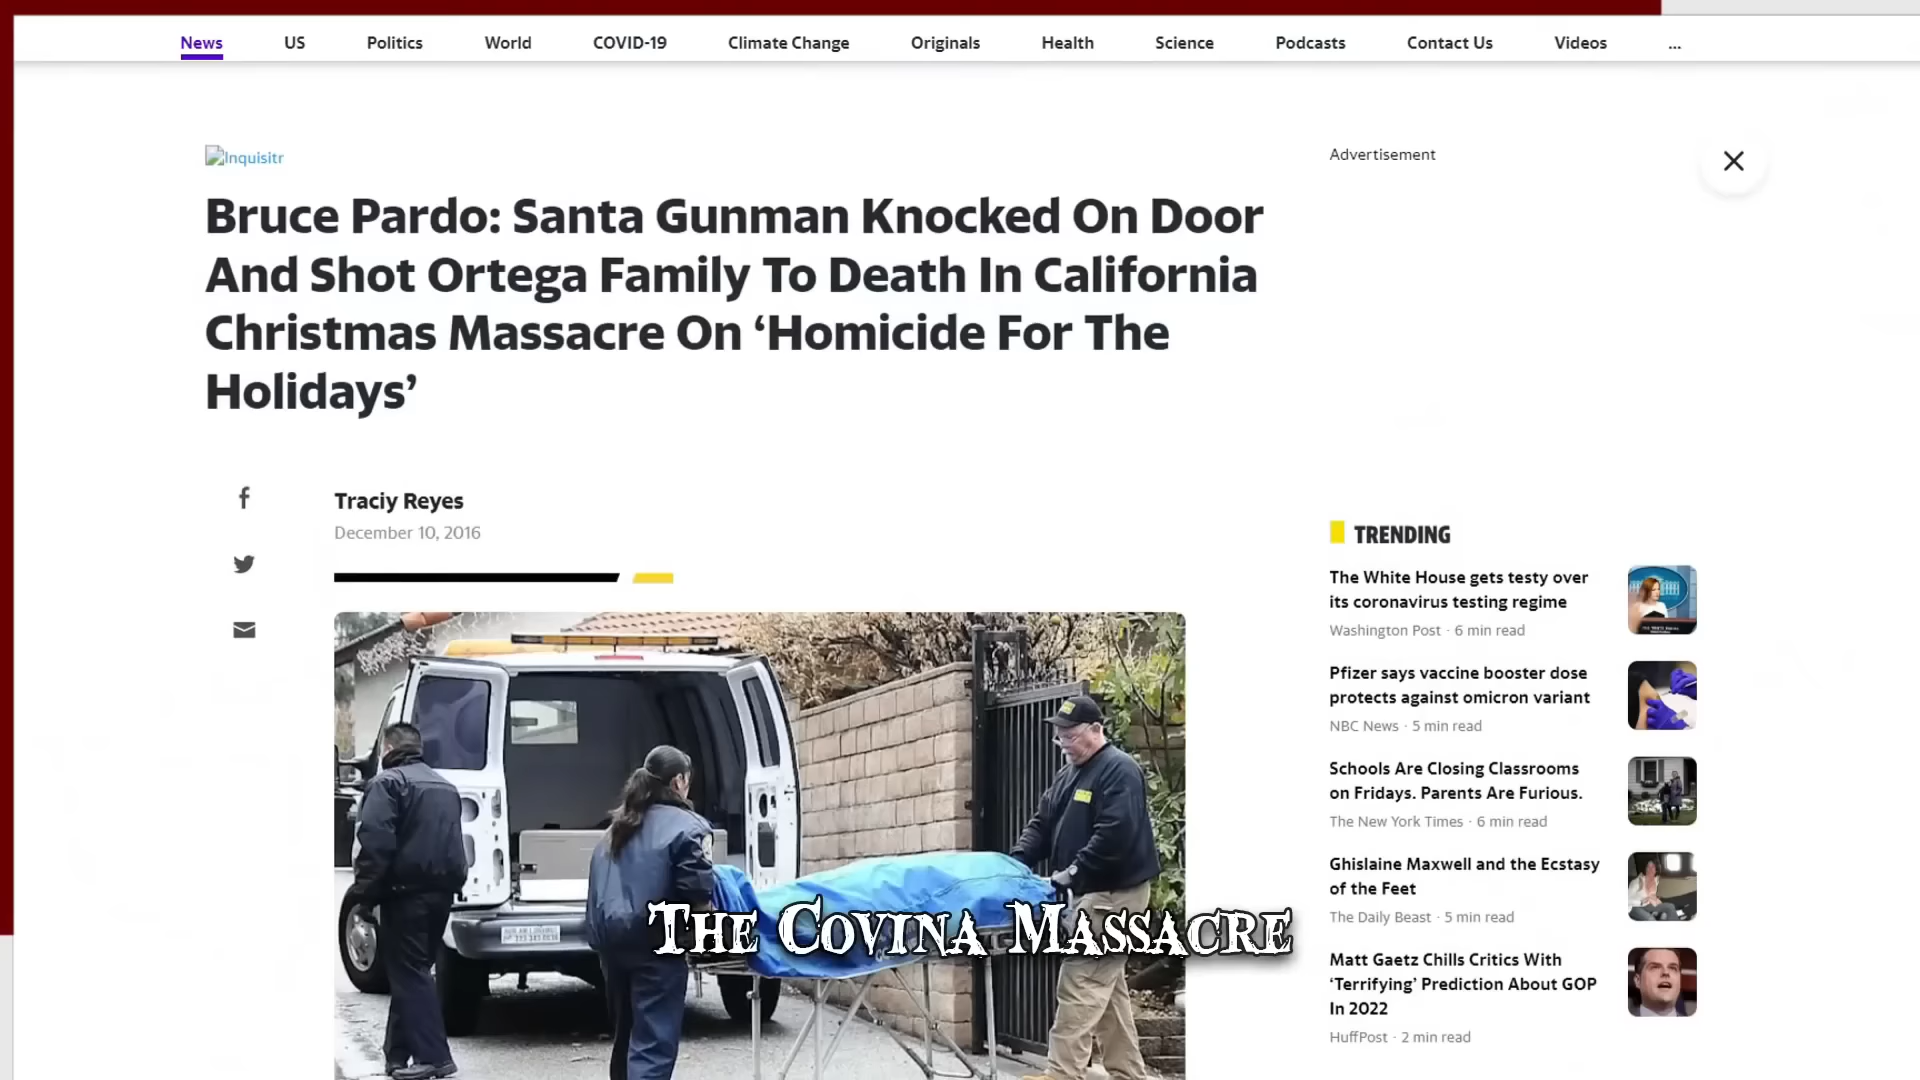 News US Politics World COVID-19 Climate Change Originals Health Science Podcasts Contact Us Videos ...
Inquisitr
Advertisement
Bruce Pardo: Santa Gunman Knocked On Door
And Shot Ortega Family To Death In California
Christmas Massacre On ‘Homicide For The
Holidays’
Traciy Reyes
December 10, 2016
The Covina Massacre
TRENDING
The White House gets testy over
its coronavirus testing regime
Washington Post · 6 min read
Pfizer says vaccine booster dose
protects against omicron variant
NBC News · 5 min read
Schools Are Closing Classrooms
on Fridays. Parents Are Furious.
The New York Times · 6 min read
Ghislaine Maxwell and the Ecstasy
of the Feet
The Daily Beast · 5 min read
Matt Gaetz Chills Critics With
‘Terrifying’ Prediction About GOP
In 2022
HuffPost · 2 min read